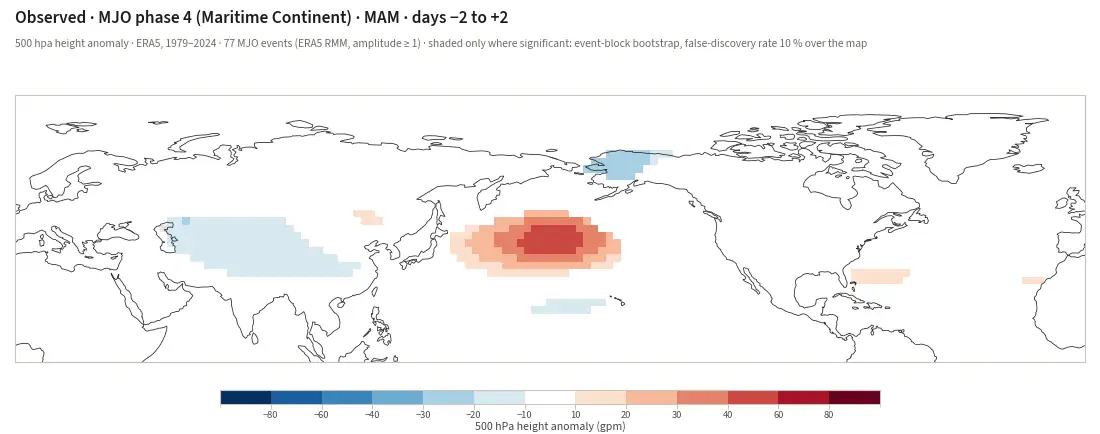 Observed · MJO phase 4 (Maritime Continent) · MAM · days −2 to +2
500 hpa height anomaly · ERA5, 1979–2024 · 77 MJO events (ERA5 RMM, amplitude ≥ 1) · shaded only where significant: event-block bootstrap, false-discovery rate 10 % over the map
−80 −60 −40 −30 −20 −10 10 20 30 40 60 80
500 hPa height anomaly (gpm)